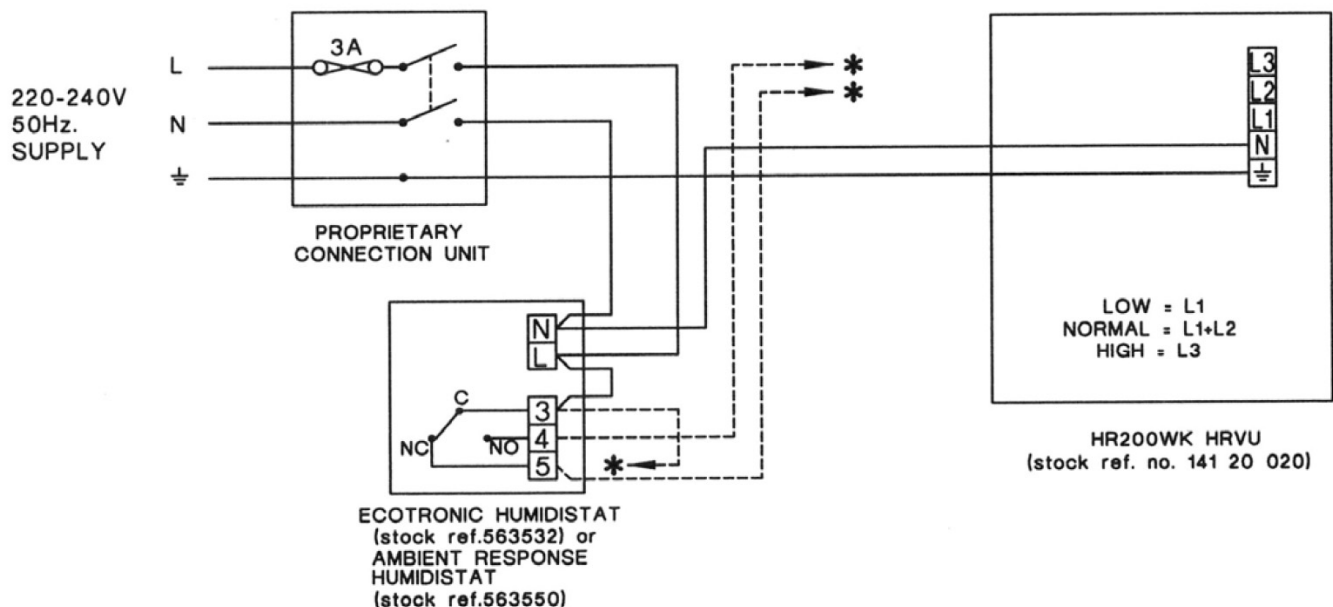 3A
L
220-240V
50Hz.
SUPPLY
N
PROPRIETARY
CONNECTION UNIT
*
*
L3
L2
L1
N
LOW = L1
NORMAL = L1+L2
HIGH = L3
HR200WK HRVU
(stock ref. no. 141 20 020)
N
L
C
3
NC
NO
4
5
*
ECOTRONIC HUMIDISTAT
(stock ref.563532) or
AMBIENT RESPONSE
HUMIDISTAT
(stock ref.563550)